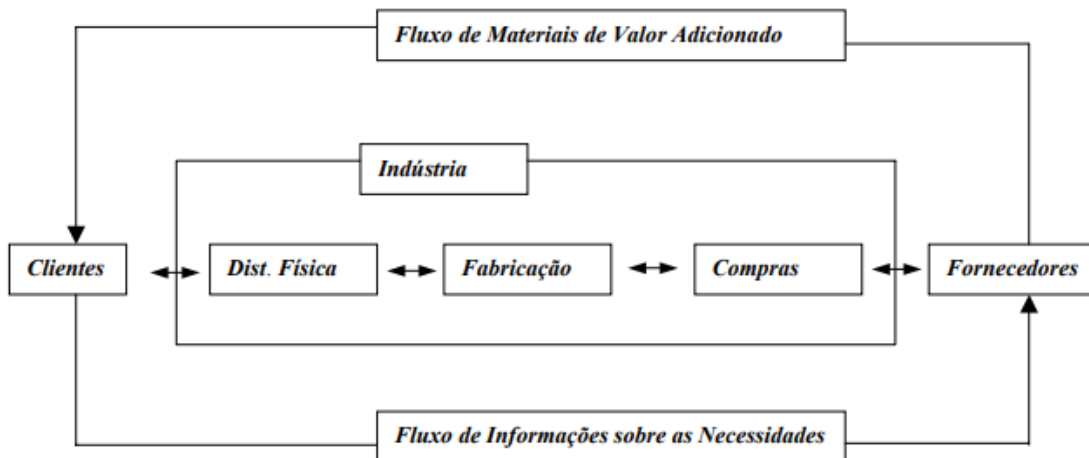 Fluxo de Materiais de Valor Adicionado
Indústria
Clientes
Dist. Física
Fabricação
Compras
Fornecedores
Fluxo de Informações sobre as Necessidades